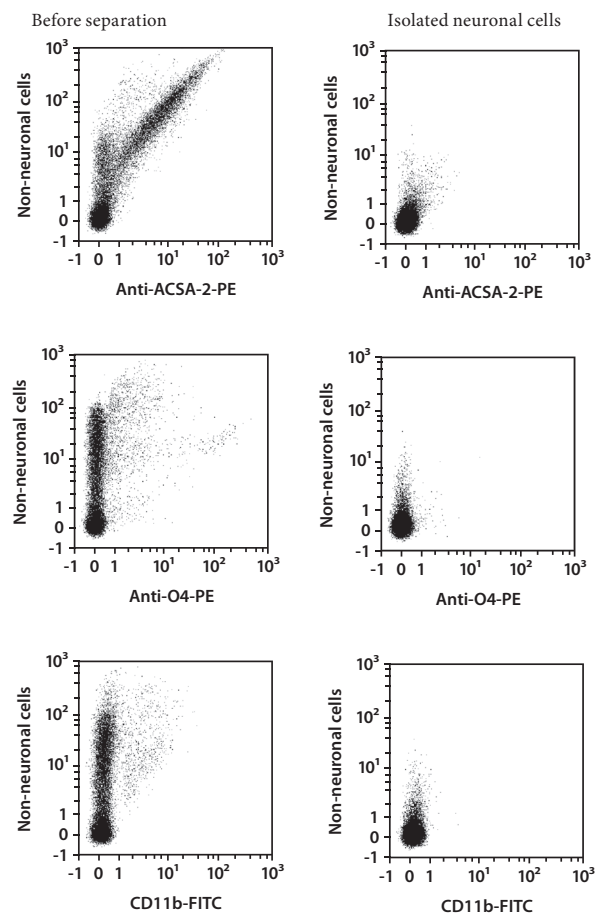 Before separation
Isolated neuronal cells
Non-neuronal cells
10³
10²
10¹
1
0
-1
-1 0 1 10¹ 10² 10³
Anti-ACSA-2-PE
Non-neuronal cells
10³
10²
10¹
1
0
-1
-1 0 1 10¹ 10² 10³
Anti-ACSA-2-PE
Non-neuronal cells
10³
10²
10¹
1
0
-1
-1 0 1 10¹ 10² 10³
Anti-O4-PE
Non-neuronal cells
10³
10²
10¹
1
0
-1
-1 0 1 10¹ 10² 10³
Anti-O4-PE
Non-neuronal cells
10³
10²
10¹
1
0
-1
-1 0 1 10¹ 10² 10³
CD11b-FITC
Non-neuronal cells
10³
10²
10¹
1
0
-1
-1 0 1 10¹ 10² 10³
CD11b-FITC